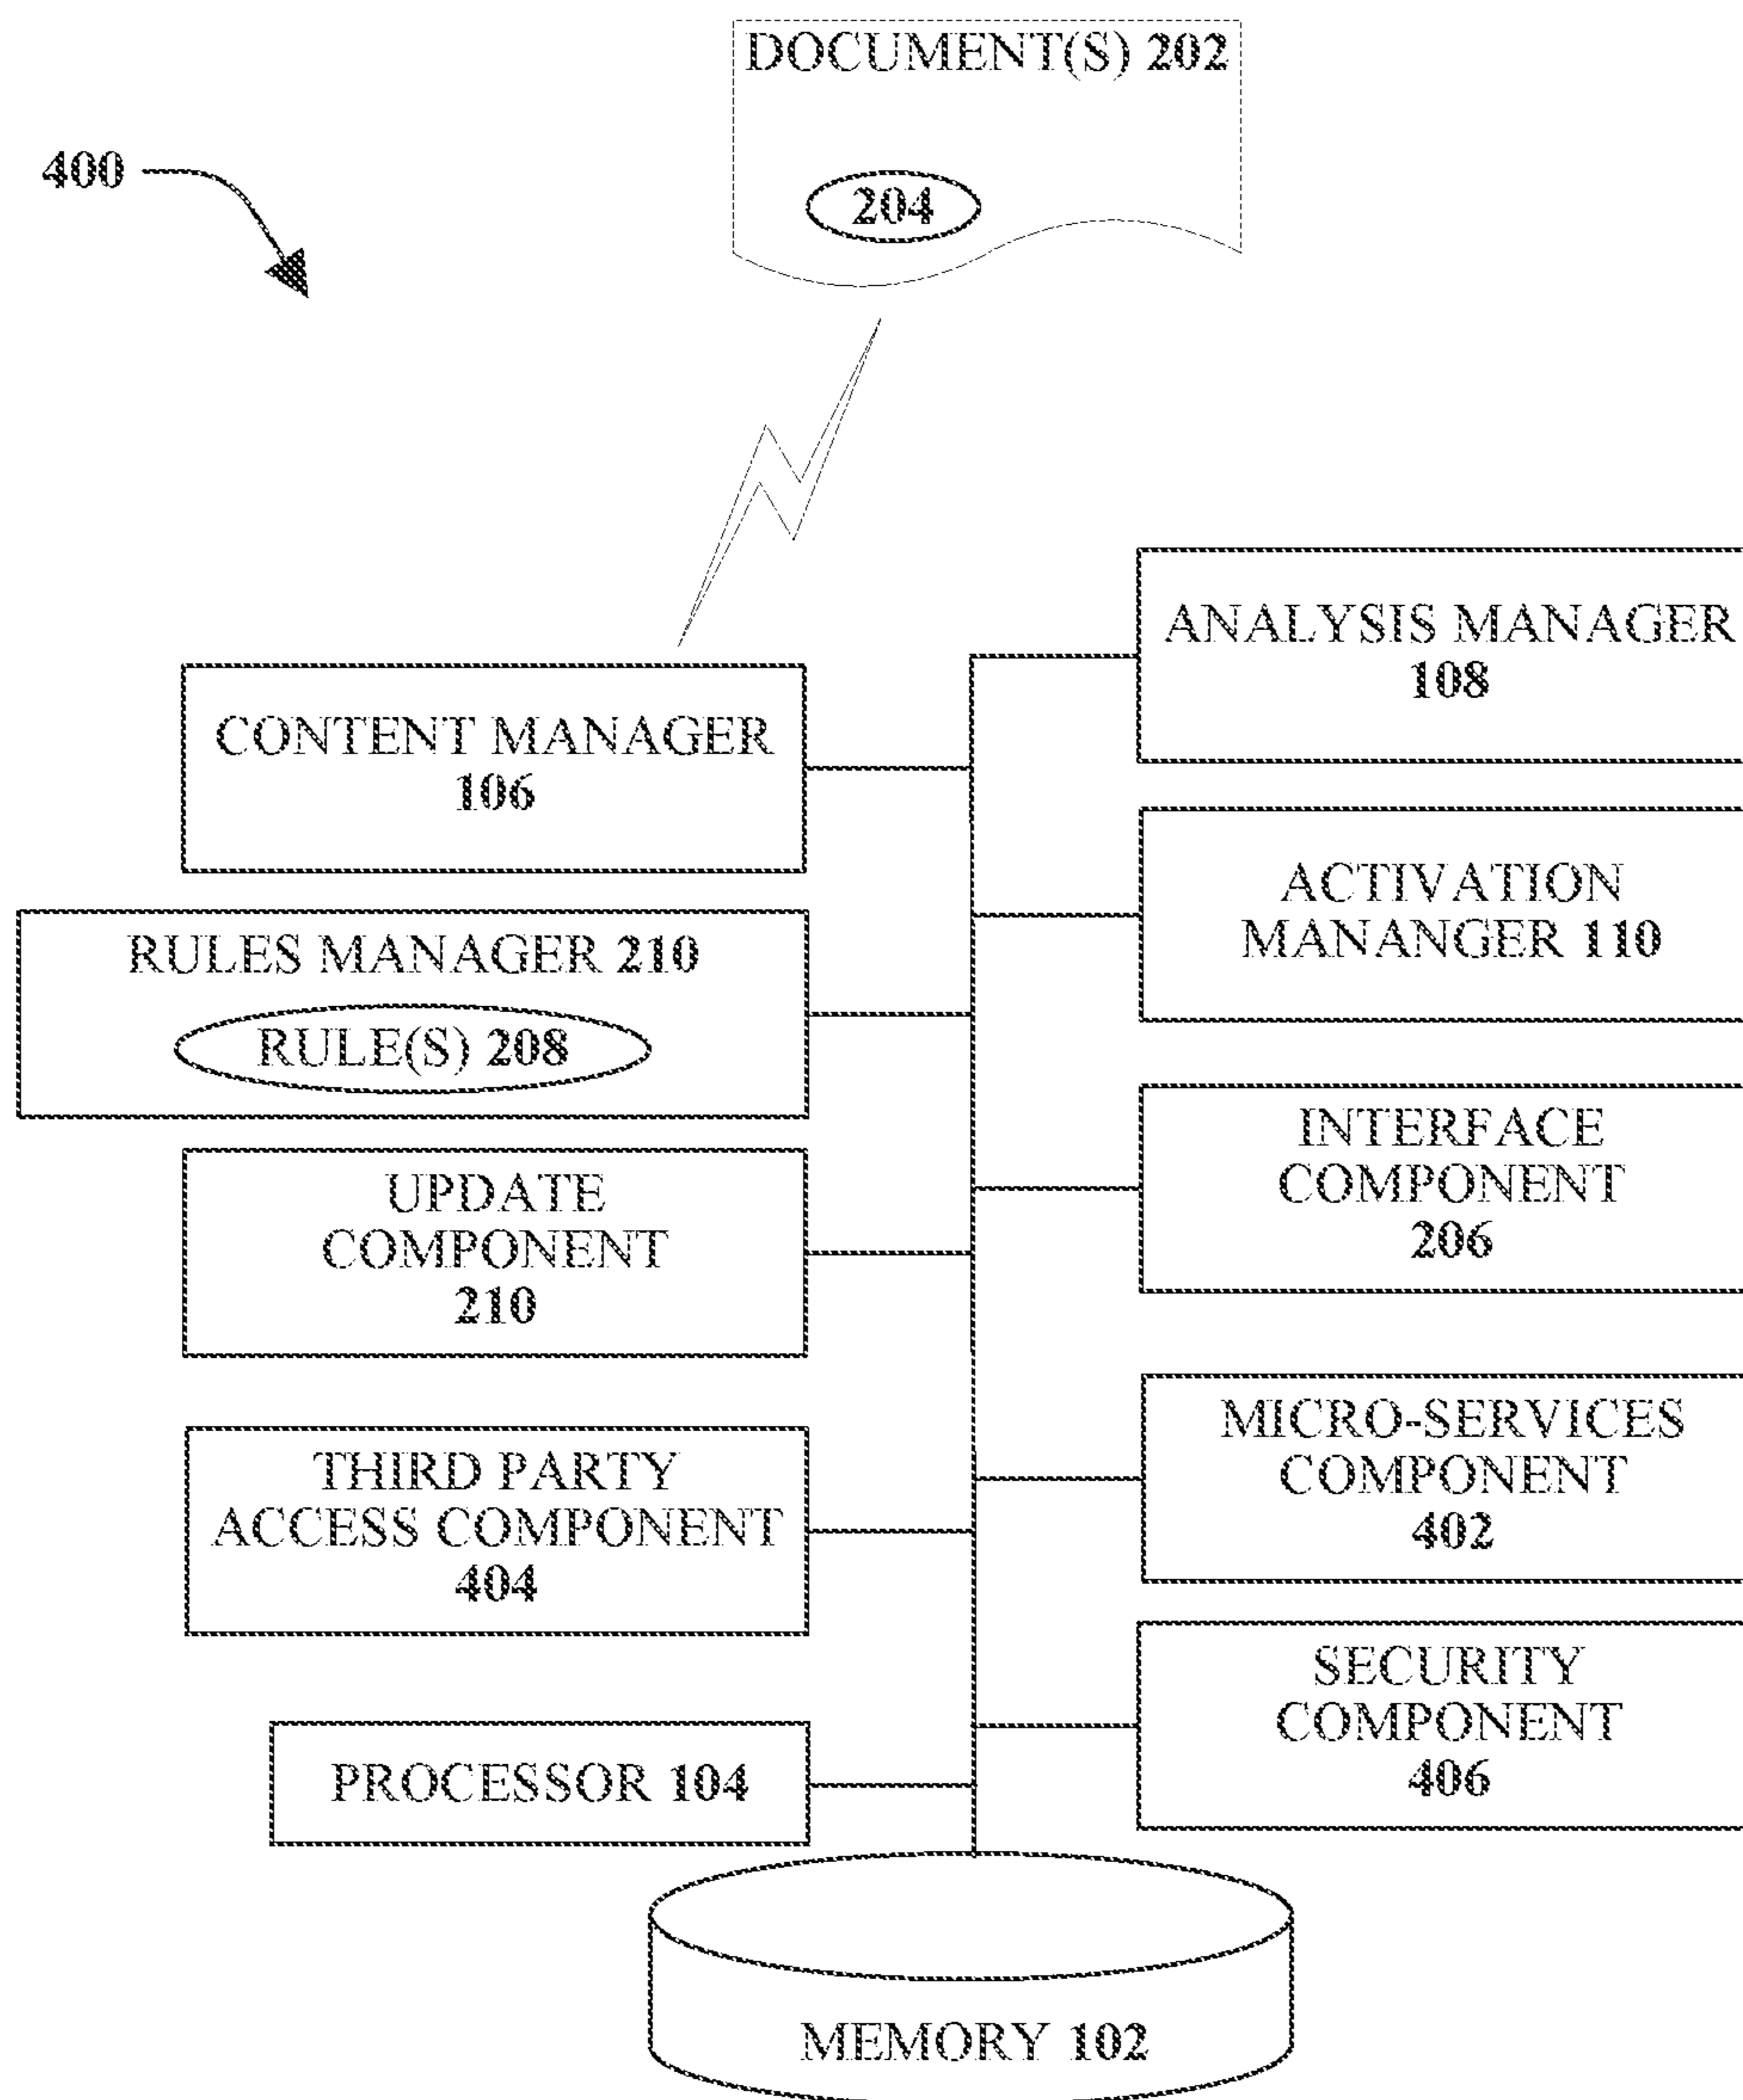 DOCUMENT(S) 202
400
204
ANALYSIS MANAGER
108
CONTENT MANAGER
106
ACTIVATION
MANANGER 110
RULES MANAGER 210
RULE(S) 208
INTERFACE
COMPONENT
206
UPDATE
COMPONENT
210
MICRO-SERVICES
COMPONENT
402
THIRD PARTY
ACCESS COMPONENT
404
SECURITY
COMPONENT
406
PROCESSOR 104
MEMORY 102